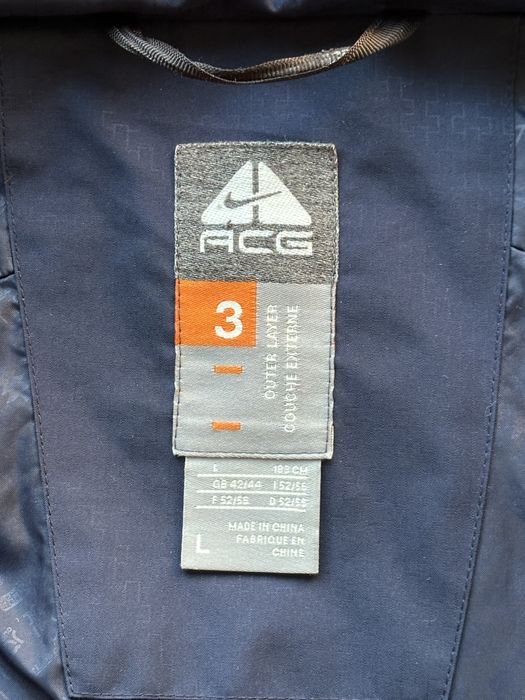 ACG
3
OUTER LAYER
COUCHE EXTERNE
L 183 CM
GB 42/44 I 52/56
F 52/56 D 52/56
L
MADE IN CHINA
FABRIQUE EN
CHINE